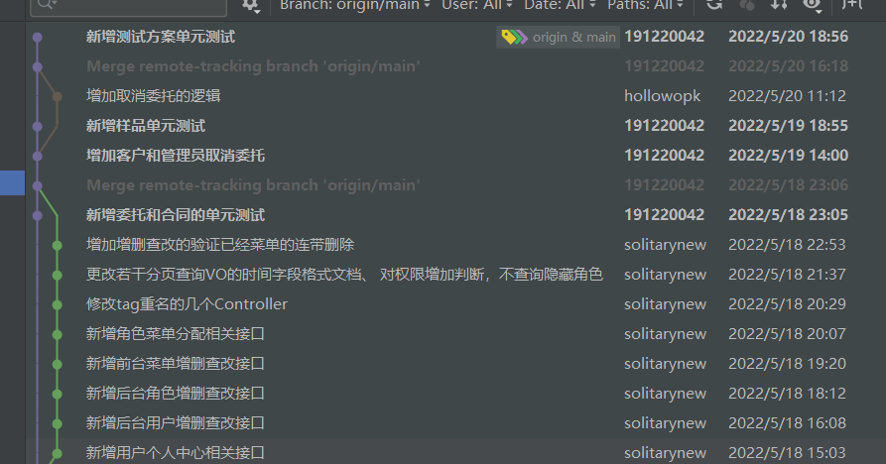 Branch: origin/main User: All Date: All Paths: All
新增测试方案单元测试 origin & main 191220042 2022/5/20 18:56
Merge remote-tracking branch 'origin/main' 191220042 2022/5/20 16:18
增加取消委托的逻辑 hollowopk 2022/5/20 11:12
新增样品单元测试 191220042 2022/5/19 18:55
增加客户和管理员取消委托 191220042 2022/5/19 14:00
Merge remote-tracking branch 'origin/main' 191220042 2022/5/18 23:06
新增委托和合同的单元测试 191220042 2022/5/18 23:05
增加增删查改的验证已经菜单的连带删除 solitarynew 2022/5/18 22:53
更改若干分页查询VO的时间字段格式文档、 对权限增加判断，不查询隐藏角色 solitarynew 2022/5/18 21:37
修改tag重名的几个Controller solitarynew 2022/5/18 20:29
新增角色菜单分配相关接口 solitarynew 2022/5/18 20:07
新增前台菜单增删查改接口 solitarynew 2022/5/18 19:20
新增后台角色增删查改接口 solitarynew 2022/5/18 18:12
新增后台用户增删查改接口 solitarynew 2022/5/18 16:08
新增用户个人中心相关接口 solitarynew 2022/5/18 15:03